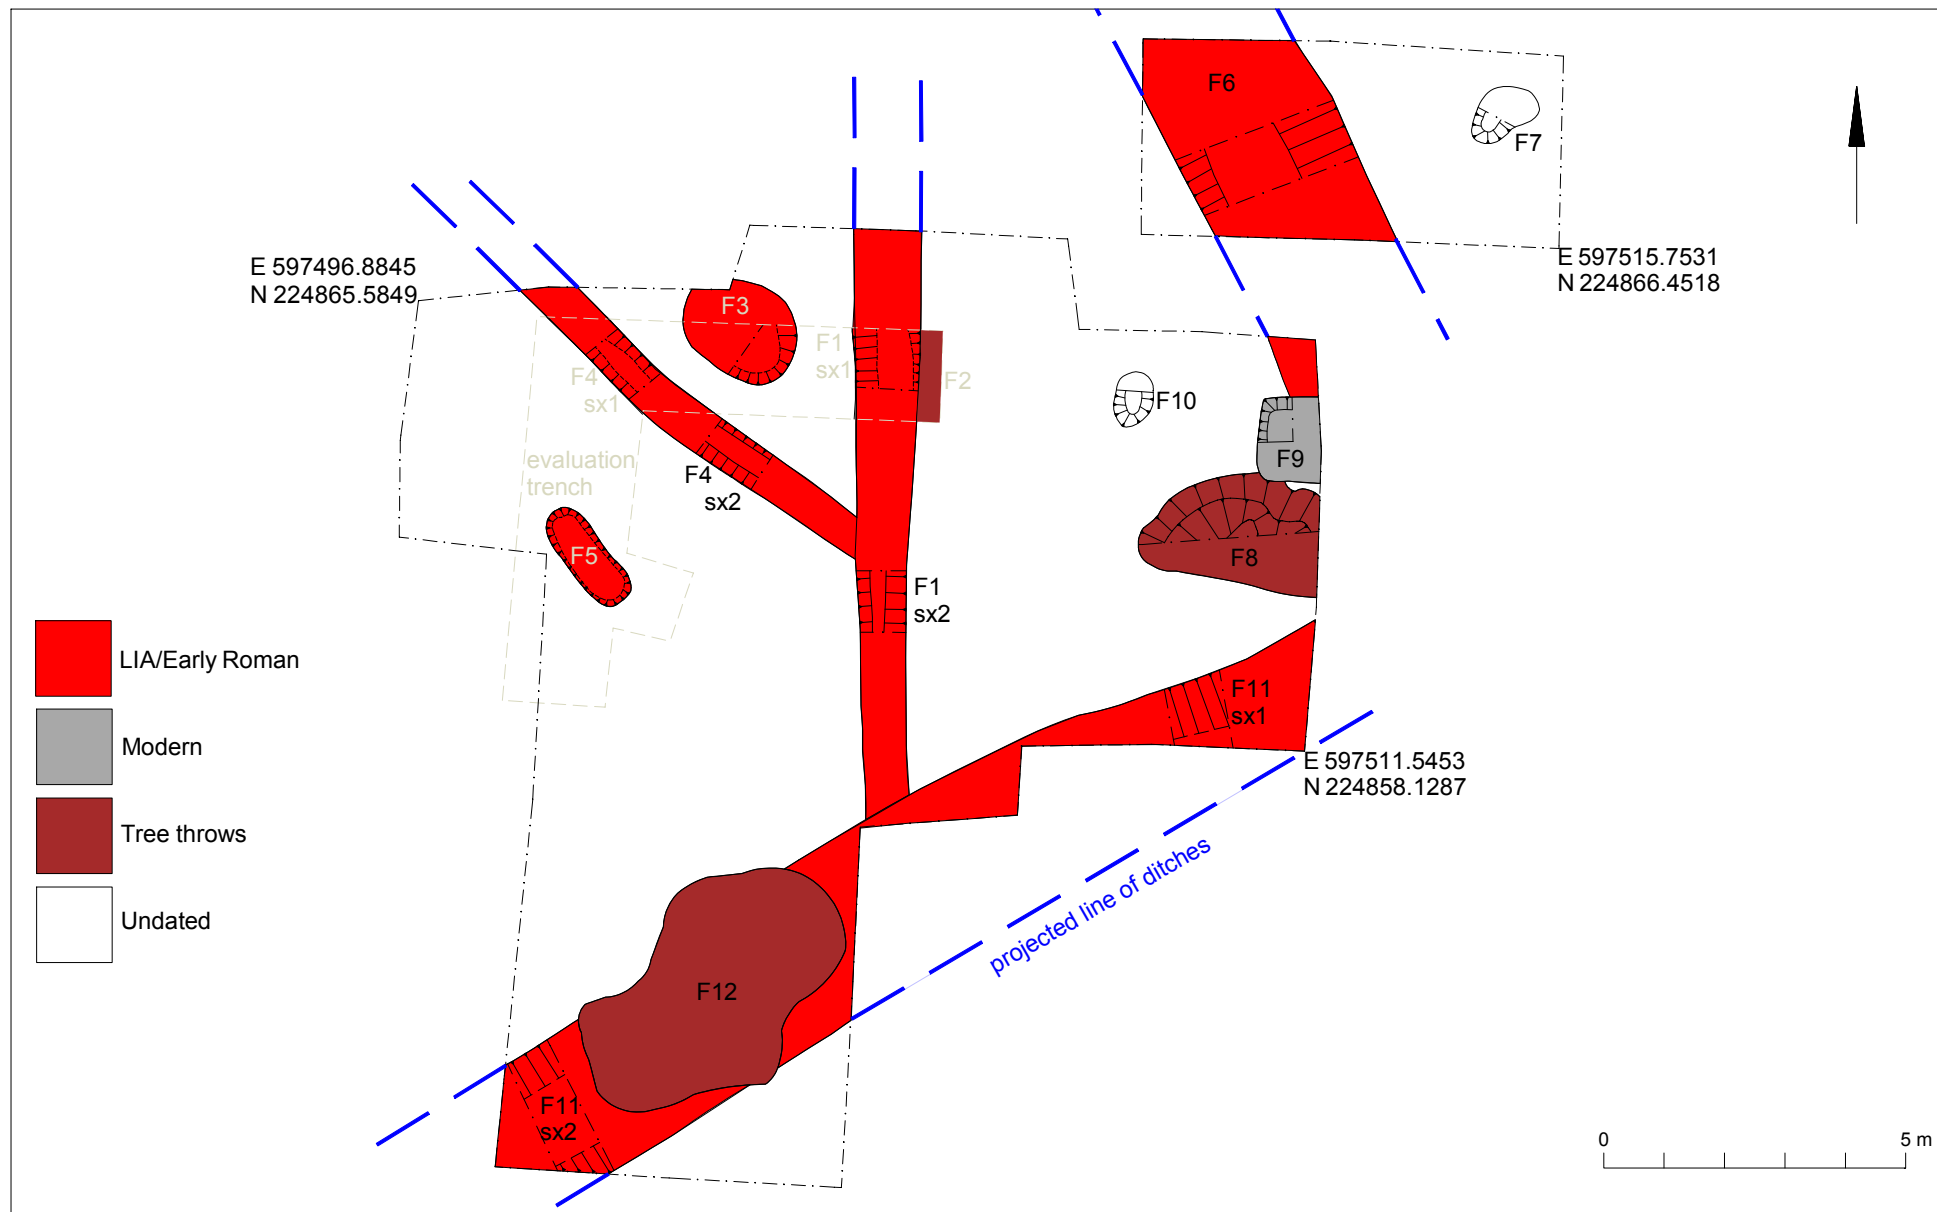 F6
F7
E 597496.8845
N 224865.5849
E 597515.7531
N 224866.4518
F3
F1
sx1
F4
sx1
F2
F10
evaluation
trench
F4
sx2
F9
F5
F8
F1
sx2
LIA/Early Roman
F11
sx1
Modern
E 597511.5453
N 224858.1287
Tree throws
projected line of ditches
Undated
F12
F11
sx2
0 5 m